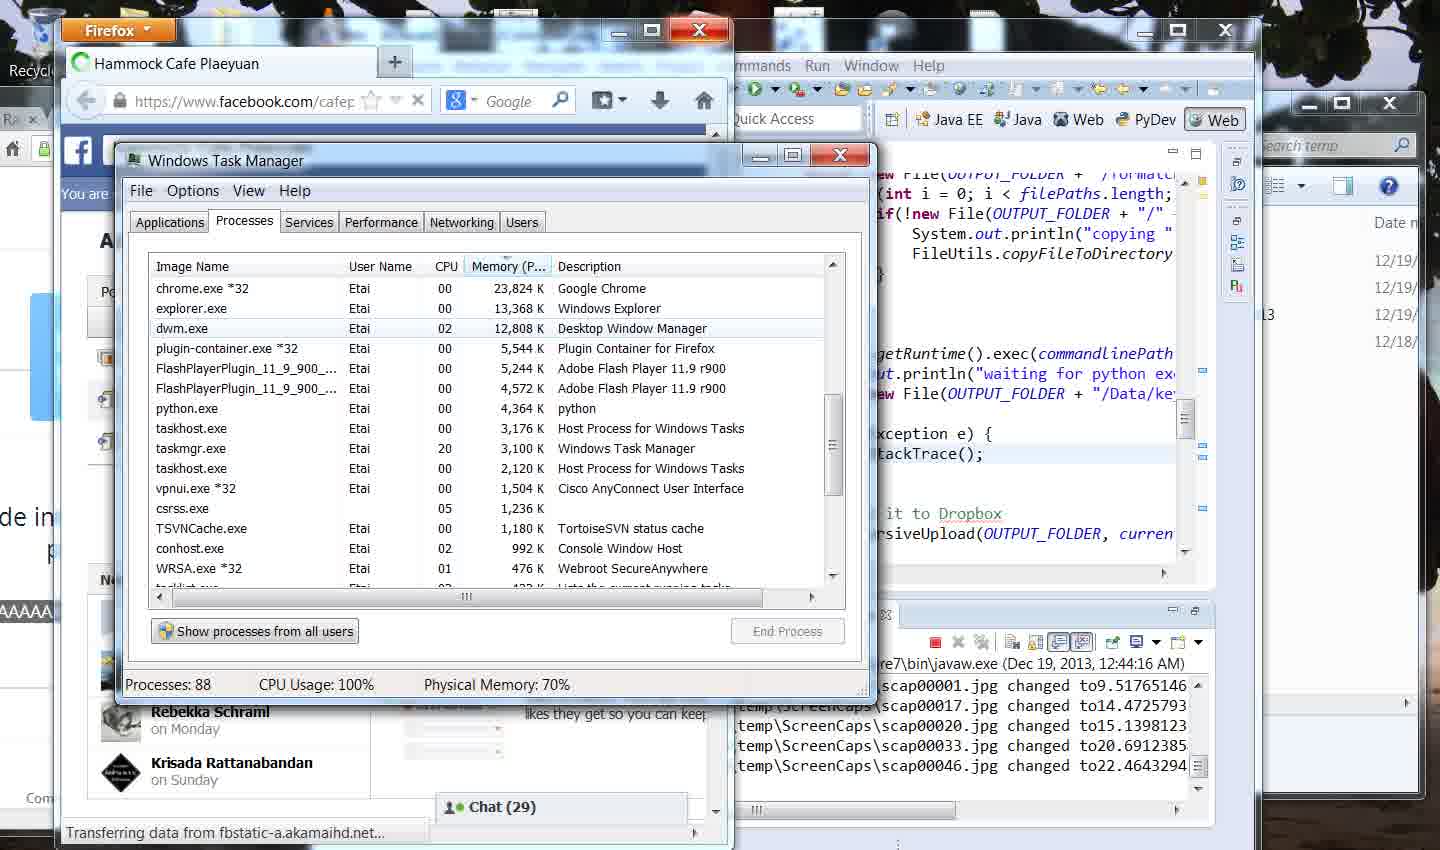 Recycl
Firefox
Hammock Cafe Plaeyuan
https://www.facebook.com/cafep
Google
You are
Windows Task Manager
File Options View Help
Applications Processes Services Performance Networking Users
Image Name User Name CPU Memory (P... Description
chrome.exe *32 Etai 00 23,824 K Google Chrome
explorer.exe Etai 00 13,368 K Windows Explorer
dwm.exe Etai 02 12,808 K Desktop Window Manager
plugin-container.exe *32 Etai 00 5,544 K Plugin Container for Firefox
FlashPlayerPlugin_11_9_900_... Etai 00 5,244 K Adobe Flash Player 11.9 r900
FlashPlayerPlugin_11_9_900_... Etai 00 4,572 K Adobe Flash Player 11.9 r900
python.exe Etai 00 4,364 K python
taskhost.exe Etai 00 3,176 K Host Process for Windows Tasks
taskmgr.exe Etai 20 3,100 K Windows Task Manager
taskhost.exe Etai 00 2,120 K Host Process for Windows Tasks
vpnui.exe *32 Etai 00 1,504 K Cisco AnyConnect User Interface
csrss.exe 05 1,236 K
TSVNCache.exe Etai 00 1,180 K TortoiseSVN status cache
conhost.exe Etai 02 992 K Console Window Host
WRSA.exe *32 Etai 01 476 K Webroot SecureAnywhere
Show processes from all users End Process
Processes: 88 CPU Usage: 100% Physical Memory: 70%
de in
AAAAA
Com
likes they get so you can keep
Rebekka Schraml
on Monday
Krisada Rattanabandan
on Sunday
Chat (29)
Transferring data from fbstatic-a.akamaihd.net...
mmands Run Window Help
Quick Access Java EE Java Web PyDev Web
ew File(OUTPUT_FOLDER + "/formatc
(int i = 0; i < filePaths.length;
if(!new File(OUTPUT_FOLDER + "/" +
System.out.println("copying "
FileUtils.copyFileToDirectory
}
getRuntime().exec(commandlinePath
ut.println("waiting for python exe
new File(OUTPUT_FOLDER + "/Data/key
xception e) {
tackTrace();
it to Dropbox
rsiveUpload(OUTPUT_FOLDER, curren
re7\bin\javaw.exe (Dec 19, 2013, 12:44:16 AM)
\scap00001.jpg changed to9.51765146
temp\ScreenCaps\scap00017.jpg changed to14.4725793
temp\ScreenCaps\scap00020.jpg changed to15.1398123
temp\ScreenCaps\scap00033.jpg changed to20.6912385
temp\ScreenCaps\scap00046.jpg changed to22.4643294
Search temp
Date m
12/19/
12/19/
13 12/19/
12/18/